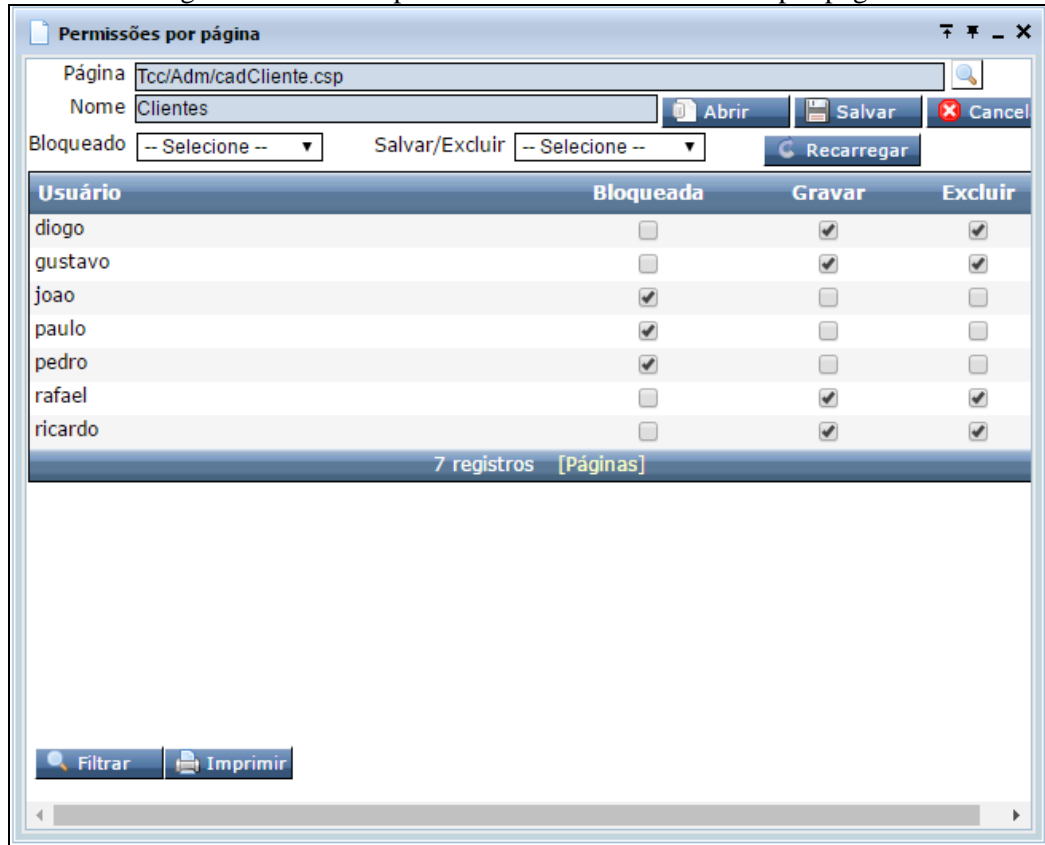 Permissões por página
Página Tcc/Adm/cadCliente.csp
Nome Clientes Abrir Salvar Cancel
Bloqueado -- Selecione -- Salvar/Excluir -- Selecione -- Recarregar
Usuário Bloqueada Gravar Excluir
diogo
gustavo
joao
paulo
pedro
rafael
ricardo
7 registros [Páginas]
Filtrar Imprimir